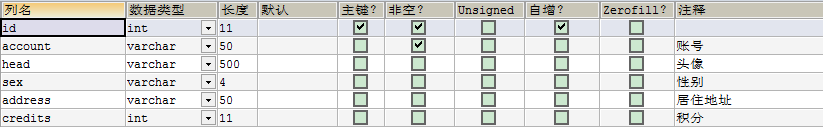 列名 数据类型 长度 默认 主键? 非空? Unsigned 自增? Zerofill? 注释
id int 11
account varchar 50 账号
head varchar 500 头像
sex varchar 4 性别
address varchar 50 居住地址
credits int 11 积分